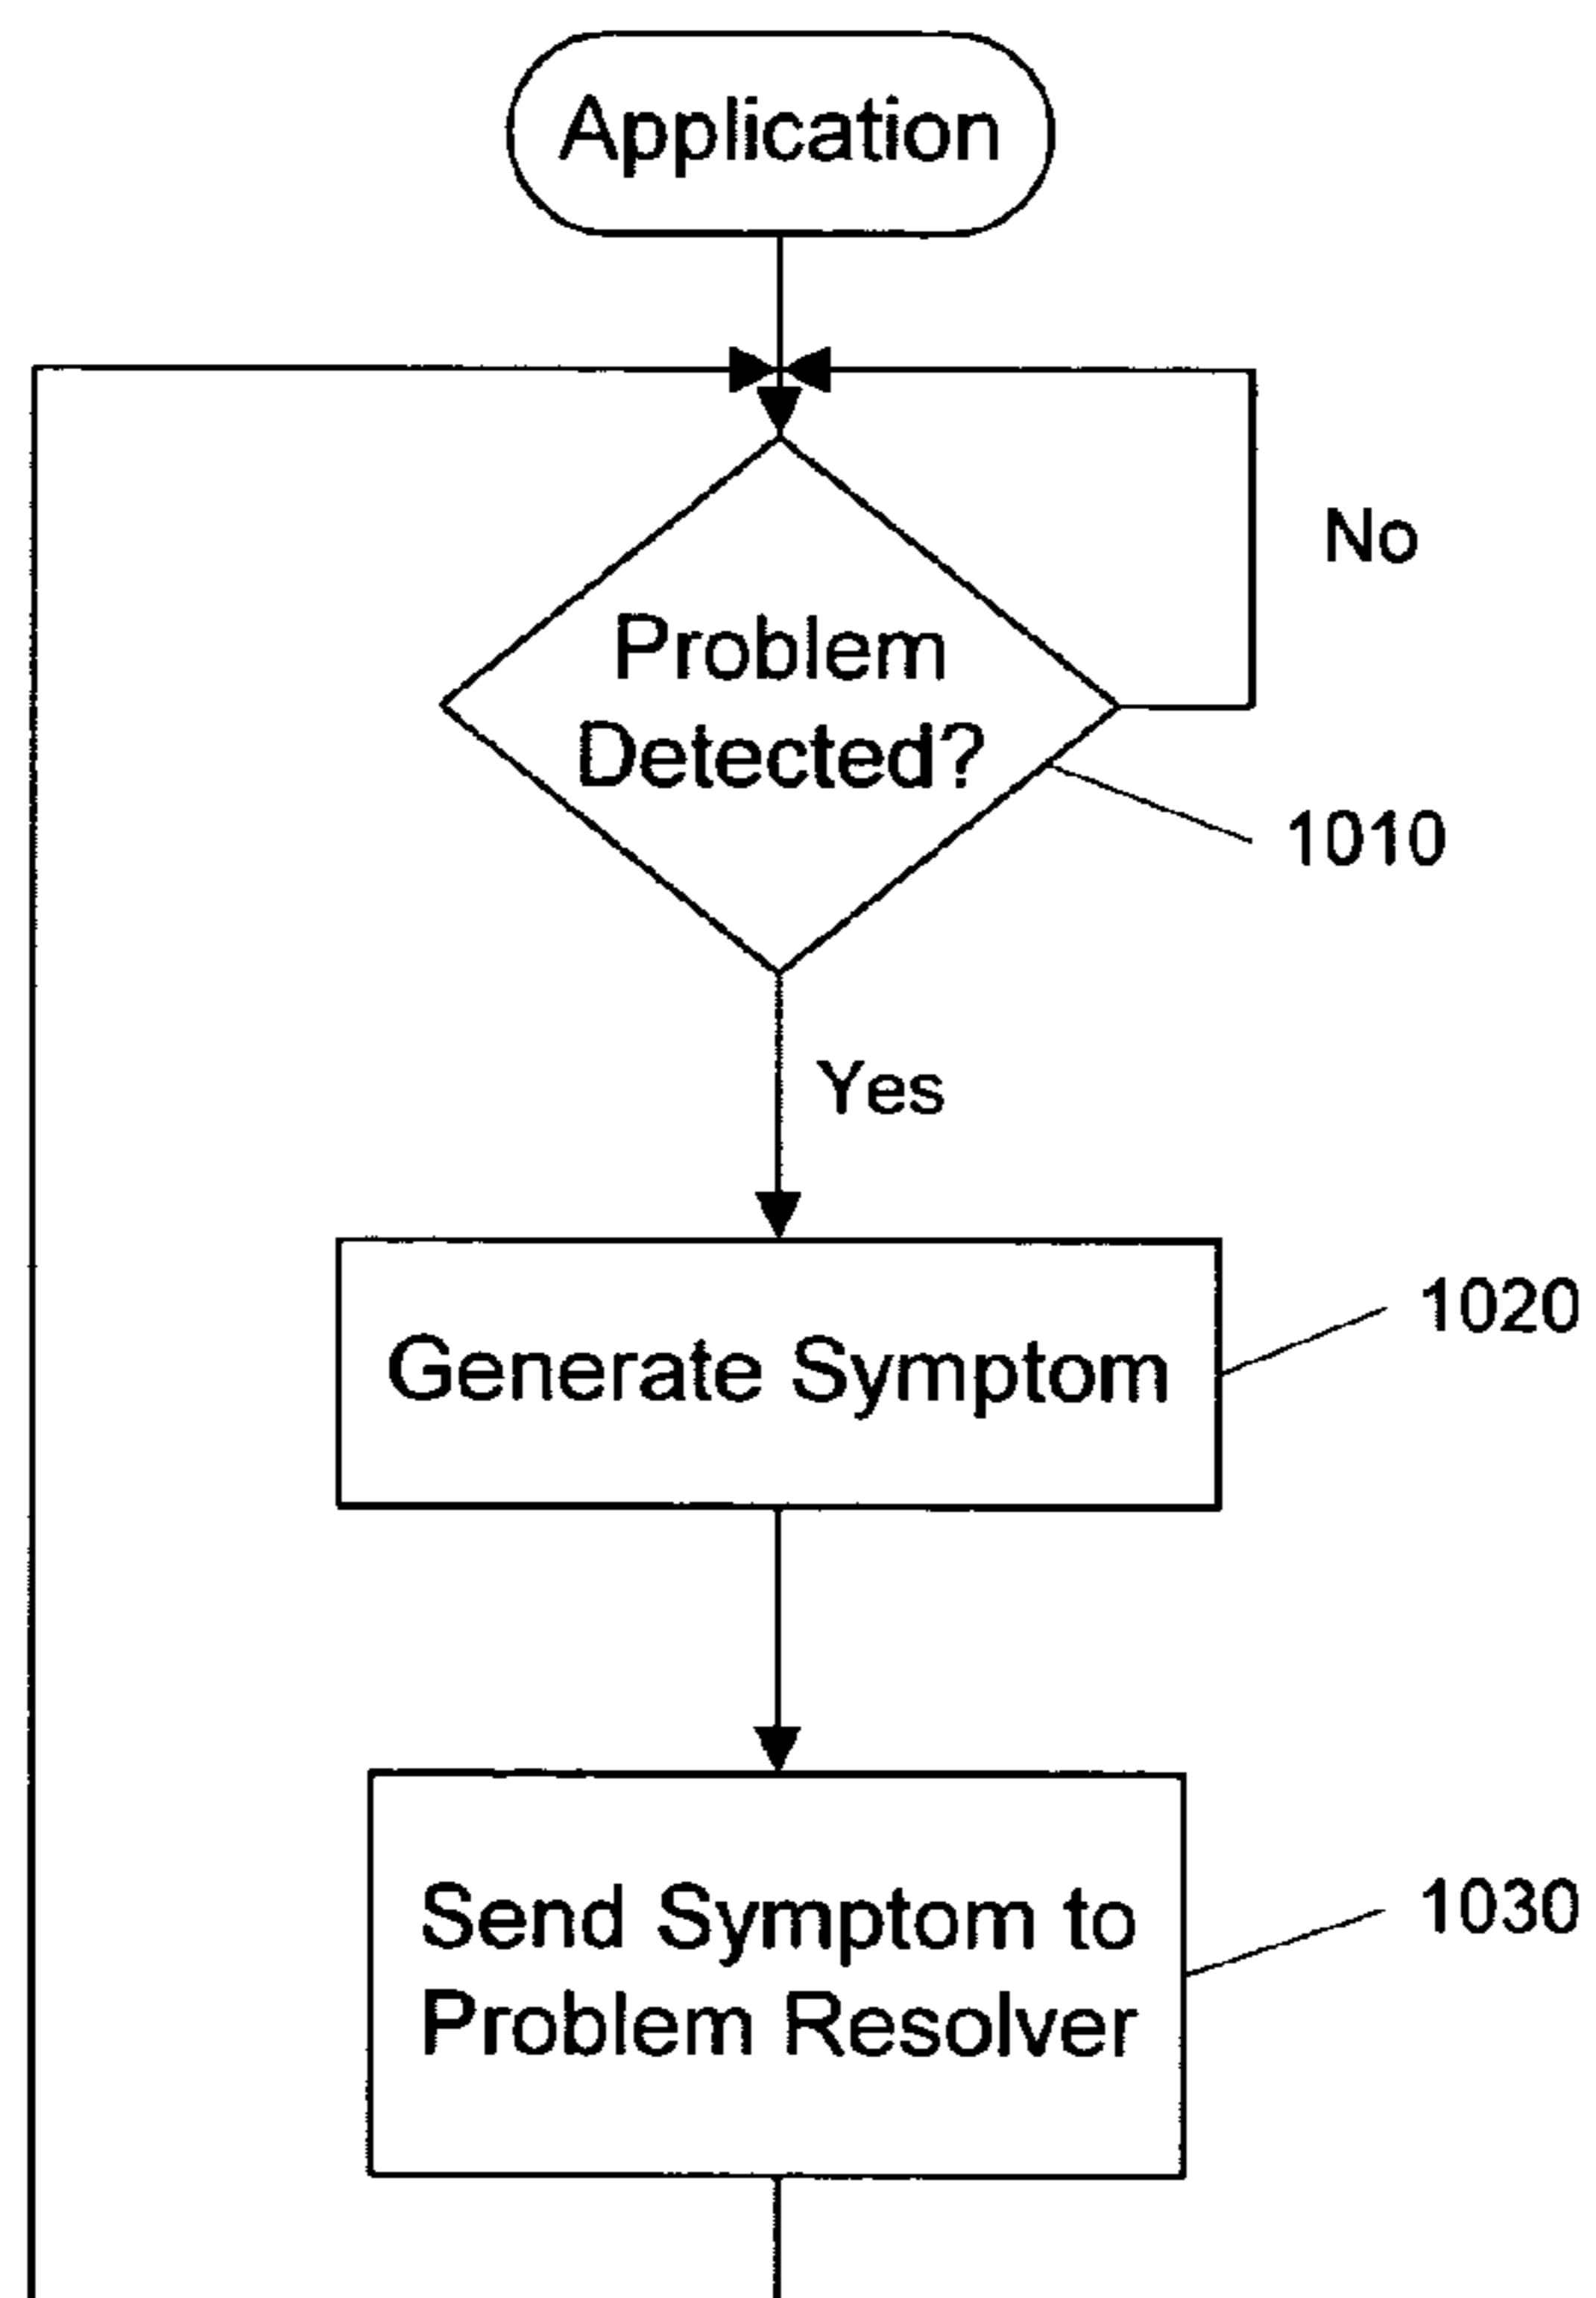 Application
No
Problem
Detected?
1010
Yes
1020
Generate Symptom
1030
Send Symptom to
Problem Resolver